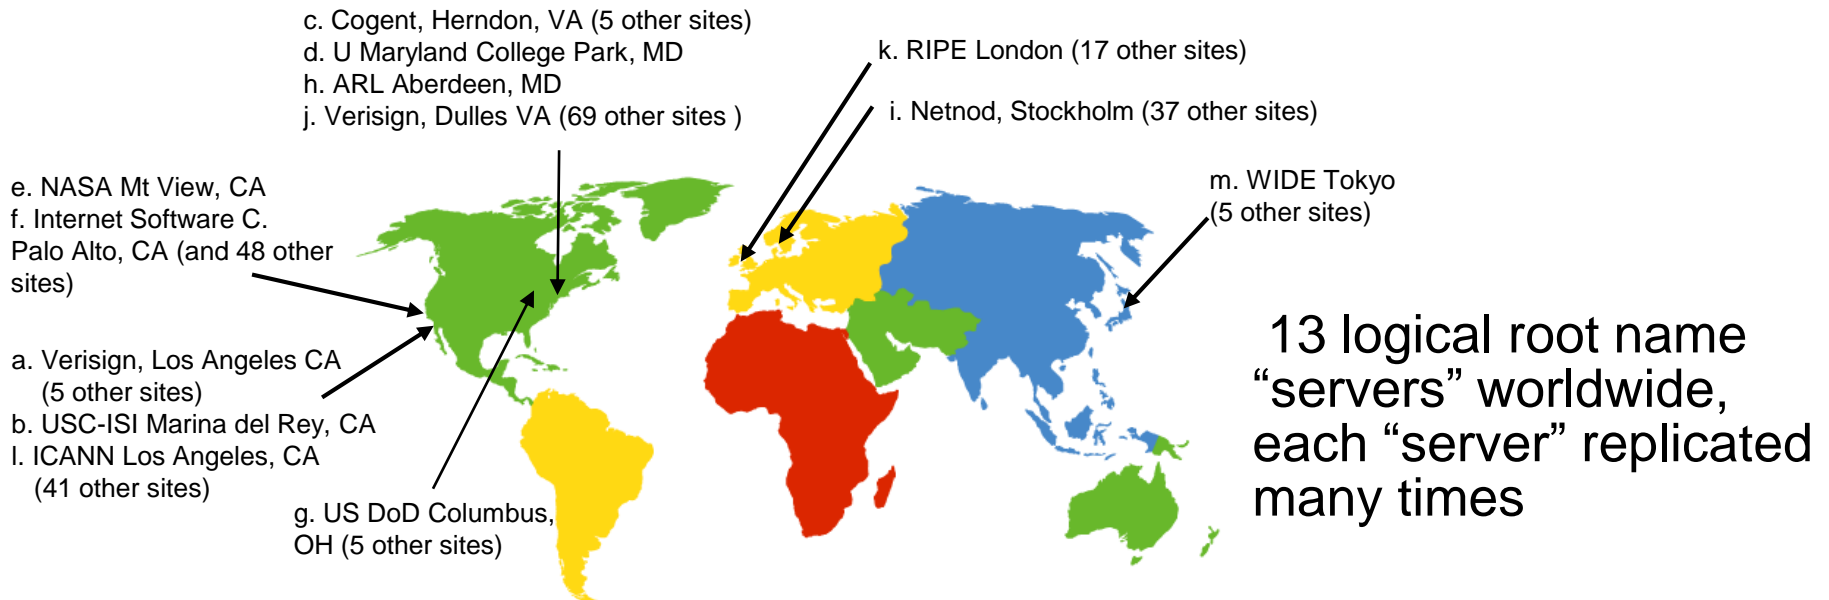 c. Cogent, Herndon, VA (5 other sites)
d. U Maryland College Park, MD
h. ARL Aberdeen, MD
j. Verisign, Dulles VA (69 other sites )
k. RIPE London (17 other sites)
i. Netnod, Stockholm (37 other sites)
e. NASA Mt View, CA
f. Internet Software C.
Palo Alto, CA (and 48 other
sites)
m. WIDE Tokyo
(5 other sites)
a. Verisign, Los Angeles CA
(5 other sites)
b. USC-ISI Marina del Rey, CA
l. ICANN Los Angeles, CA
(41 other sites)
g. US DoD Columbus,
OH (5 other sites)
13 logical root name
“servers” worldwide,
each “server” replicated
many times